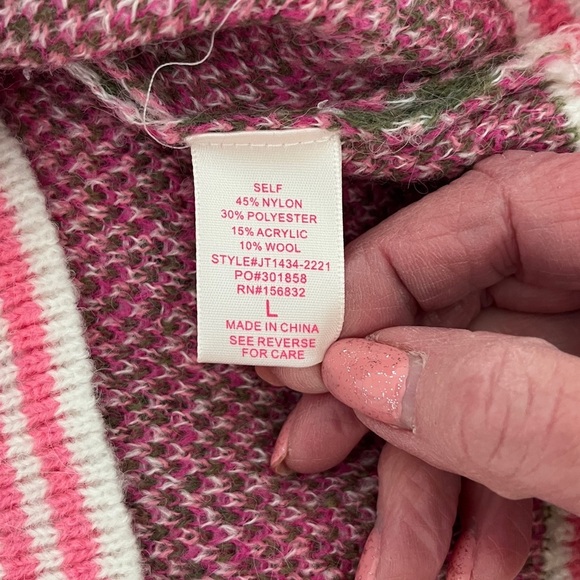 SELF
45% NYLON
30% POLYESTER
15% ACRYLIC
10% WOOL
STYLE#JT1434-2221
PO#301858
RN#156832
L
MADE IN CHINA
SEE REVERSE
FOR CARE